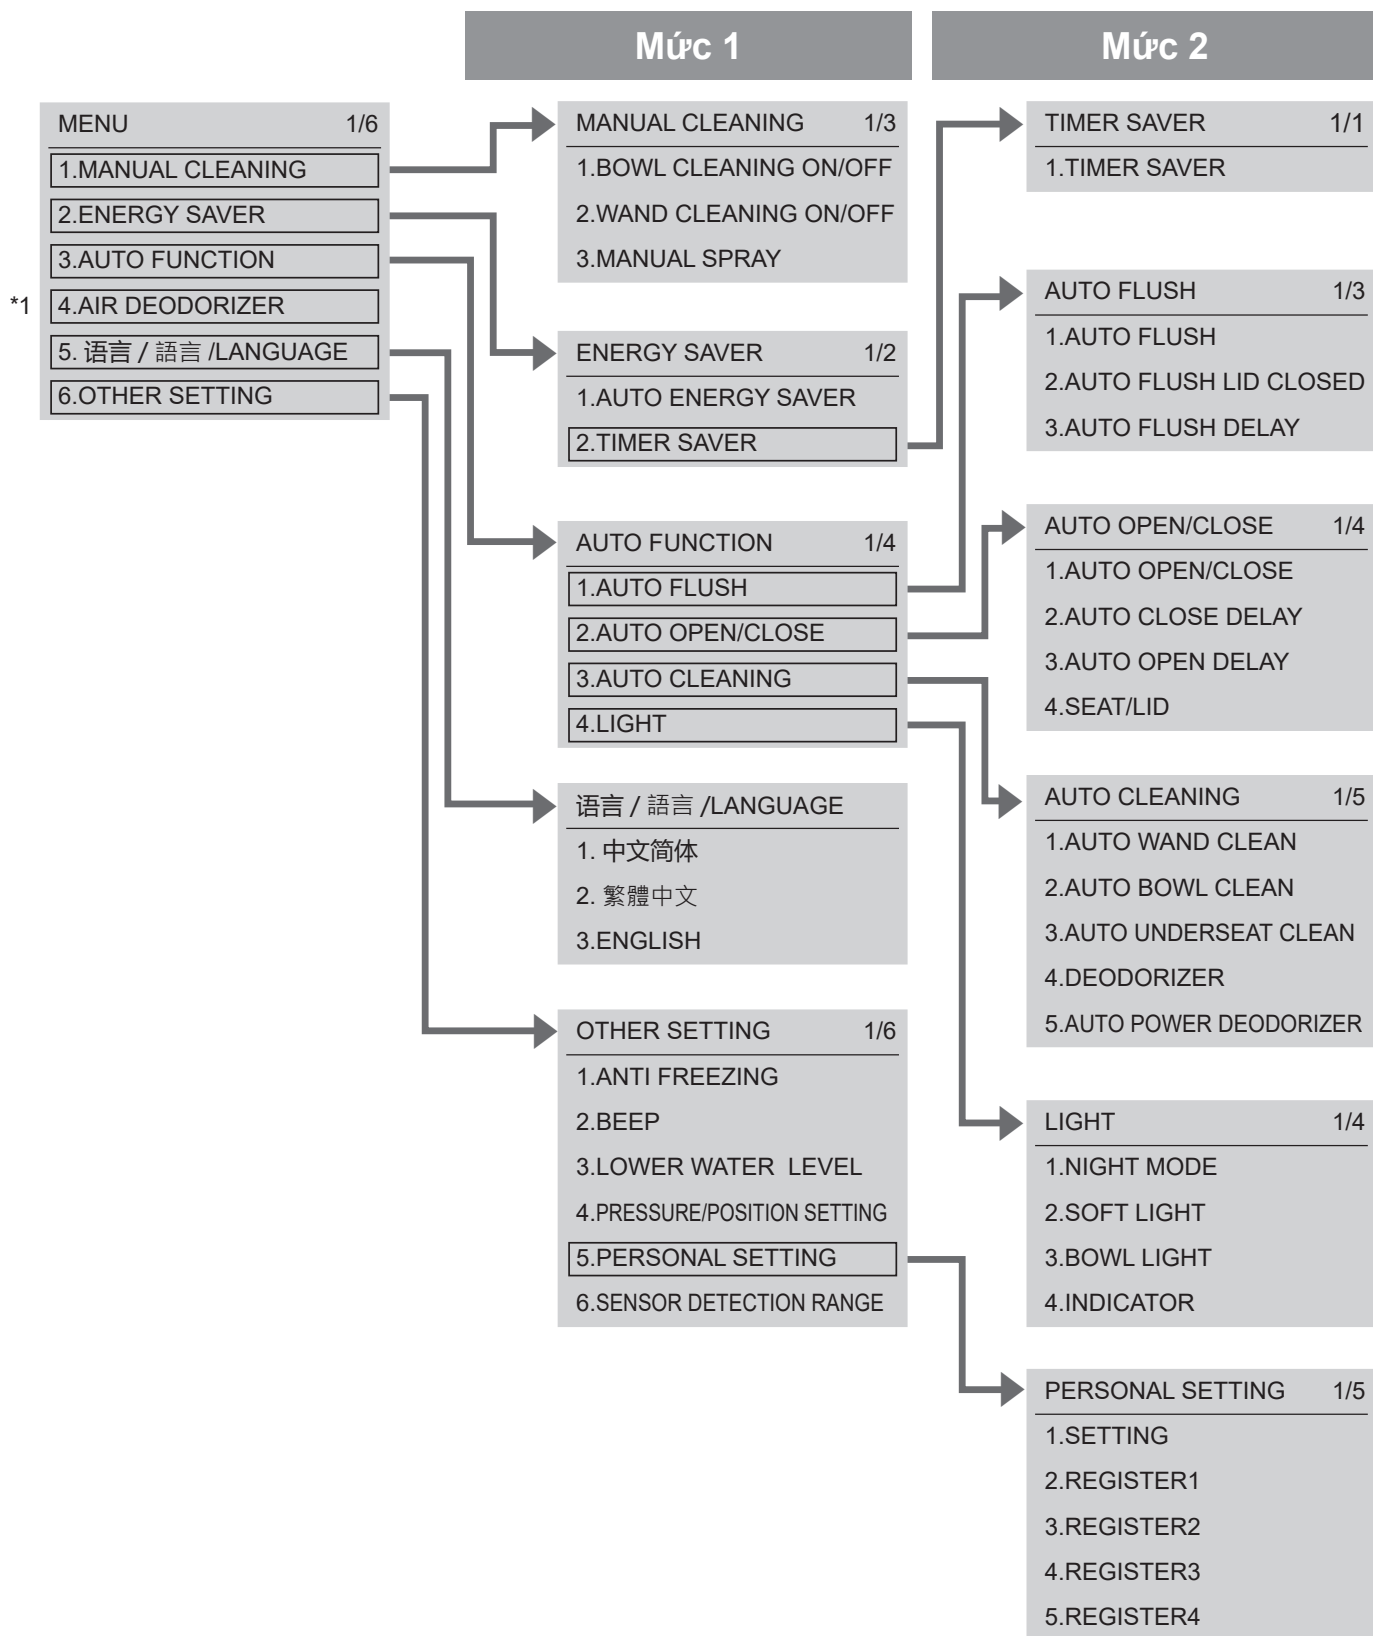 Mức 1
Mức 2
MENU 1/6
1.MANUAL CLEANING
2.ENERGY SAVER
3.AUTO FUNCTION
*1 4.AIR DEODORIZER
5. 语言 / 語言 /LANGUAGE
6.OTHER SETTING
MANUAL CLEANING 1/3
1.BOWL CLEANING ON/OFF
2.WAND CLEANING ON/OFF
3.MANUAL SPRAY
ENERGY SAVER 1/2
1.AUTO ENERGY SAVER
2.TIMER SAVER
AUTO FUNCTION 1/4
1.AUTO FLUSH
2.AUTO OPEN/CLOSE
3.AUTO CLEANING
4.LIGHT
语言 / 語言 /LANGUAGE
1. 中文简体
2. 繁體中文
3.ENGLISH
OTHER SETTING 1/6
1.ANTI FREEZING
2.BEEP
3.LOWER WATER LEVEL
4.PRESSURE/POSITION SETTING
5.PERSONAL SETTING
6.SENSOR DETECTION RANGE
TIMER SAVER 1/1
1.TIMER SAVER
AUTO FLUSH 1/3
1.AUTO FLUSH
2.AUTO FLUSH LID CLOSED
3.AUTO FLUSH DELAY
AUTO OPEN/CLOSE 1/4
1.AUTO OPEN/CLOSE
2.AUTO CLOSE DELAY
3.AUTO OPEN DELAY
4.SEAT/LID
AUTO CLEANING 1/5
1.AUTO WAND CLEAN
2.AUTO BOWL CLEAN
3.AUTO UNDERSEAT CLEAN
4.DEODORIZER
5.AUTO POWER DEODORIZER
LIGHT 1/4
1.NIGHT MODE
2.SOFT LIGHT
3.BOWL LIGHT
4.INDICATOR
PERSONAL SETTING 1/5
1.SETTING
2.REGISTER1
3.REGISTER2
4.REGISTER3
5.REGISTER4